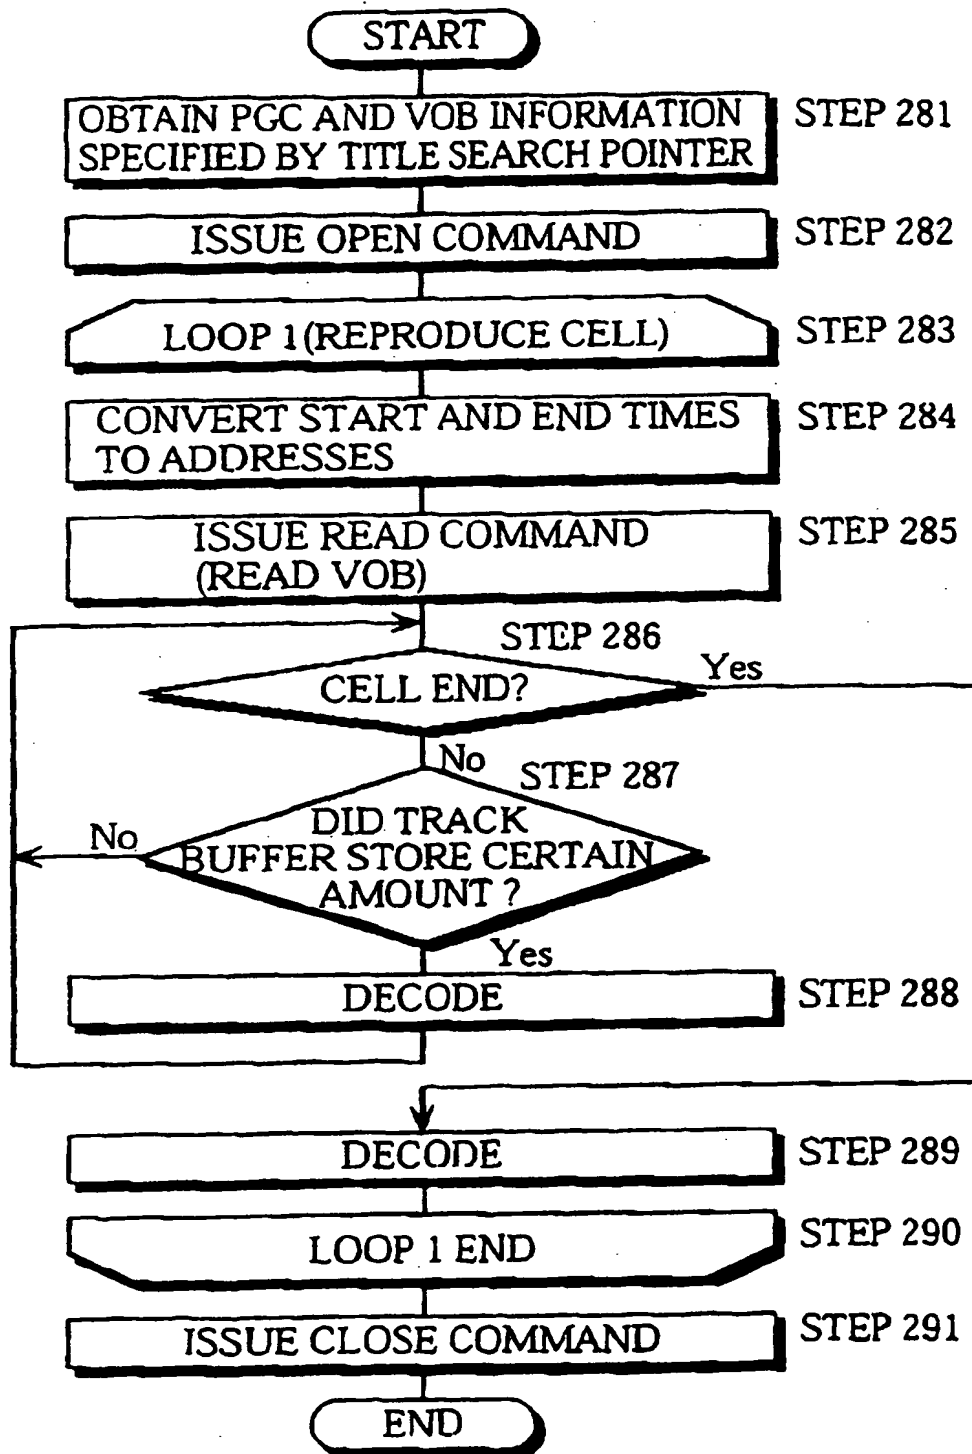 START
OBTAIN PGC AND VOB INFORMATION
SPECIFIED BY TITLE SEARCH POINTER
STEP 281
ISSUE OPEN COMMAND
STEP 282
LOOP 1 (REPRODUCE CELL)
STEP 283
CONVERT START AND END TIMES
TO ADDRESSES
STEP 284
ISSUE READ COMMAND
(READ VOB)
STEP 285
STEP 286
CELL END?
Yes
No
STEP 287
DID TRACK
BUFFER STORE CERTAIN
AMOUNT ?
No
Yes
DECODE
STEP 288
DECODE
STEP 289
LOOP 1 END
STEP 290
ISSUE CLOSE COMMAND
STEP 291
END